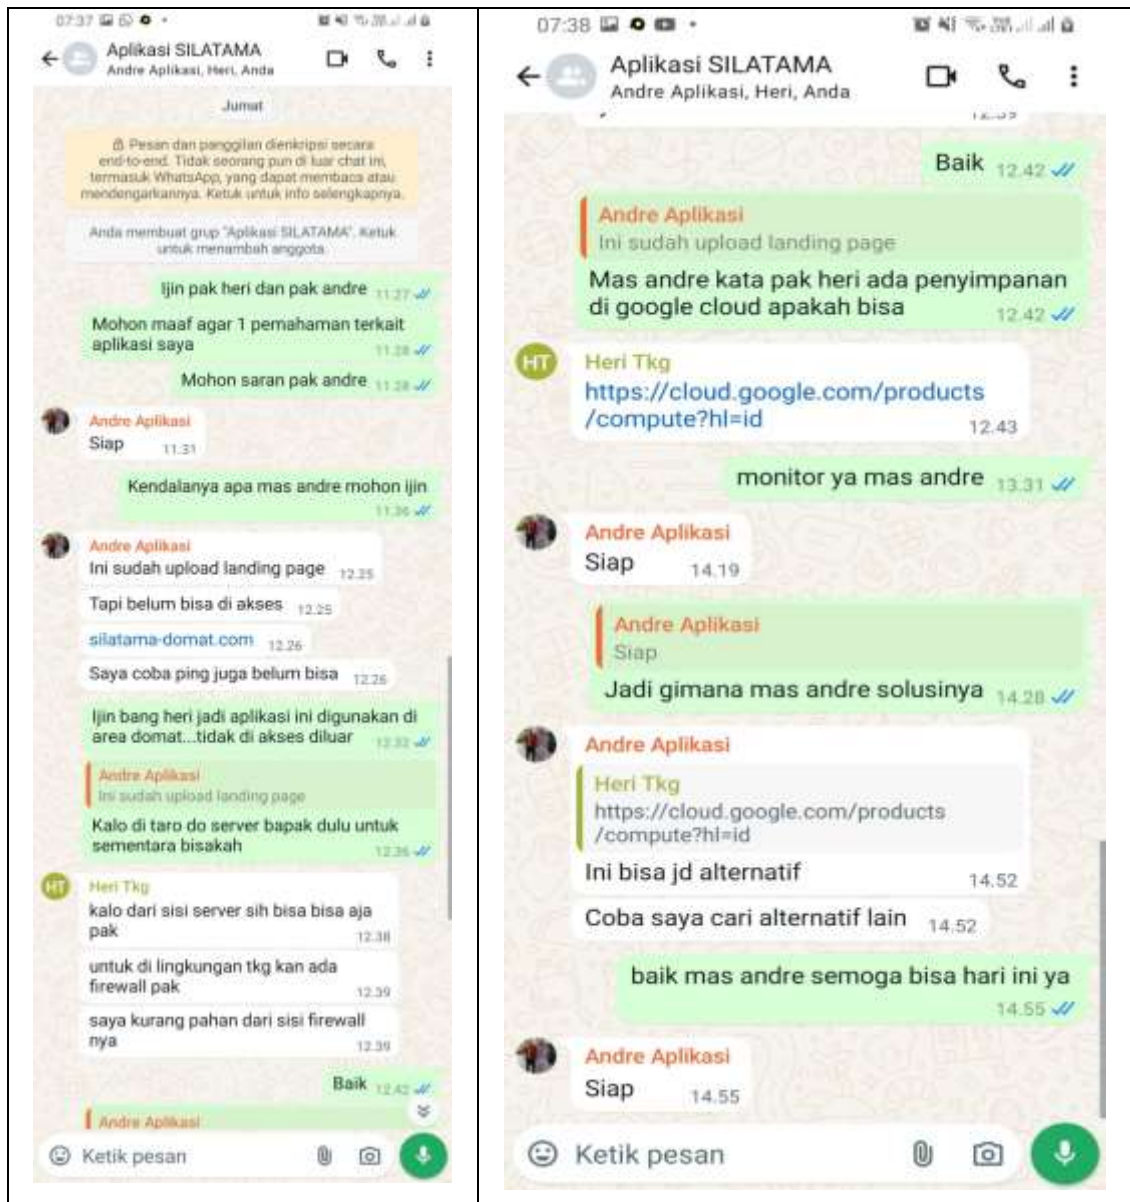 07:37
Aplikasi SILATAMA
Andre Aplikasi, Heri, Anda
Jumat
Pesan dan panggilan dienkripsi secara
end-to-end. Tidak seorang pun di luar chat ini,
termasuk WhatsApp, yang dapat membaca atau
mendengarkannya. Ketuk untuk info selengkapnya.
Anda membuat grup "Aplikasi SILATAMA". Ketuk
untuk menambah anggota.
Ijin pak heri dan pak andre 11.27
Mohon maaf agar 1 pemahaman terkait
aplikasi saya 11.28
Mohon saran pak andre 11.28
Andre Aplikasi
Siap 11.31
Kendalanya apa mas andre mohon ijin
11.36
Andre Aplikasi
Ini sudah upload landing page 12.25
Tapi belum bisa di akses 12.25
silatama-domat.com 12.26
Saya coba ping juga belum bisa 12.26
Ijin bang heri jadi aplikasi ini digunakan di
area domat...tidak di akses diluar 12.32
Andre Aplikasi
Ini sudah upload landing page
Kalo di taro do server bapak dulu untuk
sementara bisakah 12.36
HT
Heri Tkg
kalo dari sisi server sih bisa bisa aja
pak 12.38
untuk di lingkungan tkg kan ada
firewall pak 12.39
saya kurang pahan dari sisi firewall
nya 12.39
Baik 12.42
Andre Aplikasi
Ketik pesan
07:38
Aplikasi SILATAMA
Andre Aplikasi, Heri, Anda
12.39
Baik 12.42
Andre Aplikasi
Ini sudah upload landing page
Mas andre kata pak heri ada penyimpanan
di google cloud apakah bisa 12.42
HT
Heri Tkg
https://cloud.google.com/products
/compute?hl=id
12.43
monitor ya mas andre 13.31
Andre Aplikasi
Siap 14.19
Andre Aplikasi
Siap
Jadi gimana mas andre solusinya 14.28
Andre Aplikasi
Heri Tkg
https://cloud.google.com/products
/compute?hl=id
Ini bisa jd alternatif 14.52
Coba saya cari alternatif lain 14.52
baik mas andre semoga bisa hari ini ya
14.55
Andre Aplikasi
Siap 14.55
Ketik pesan